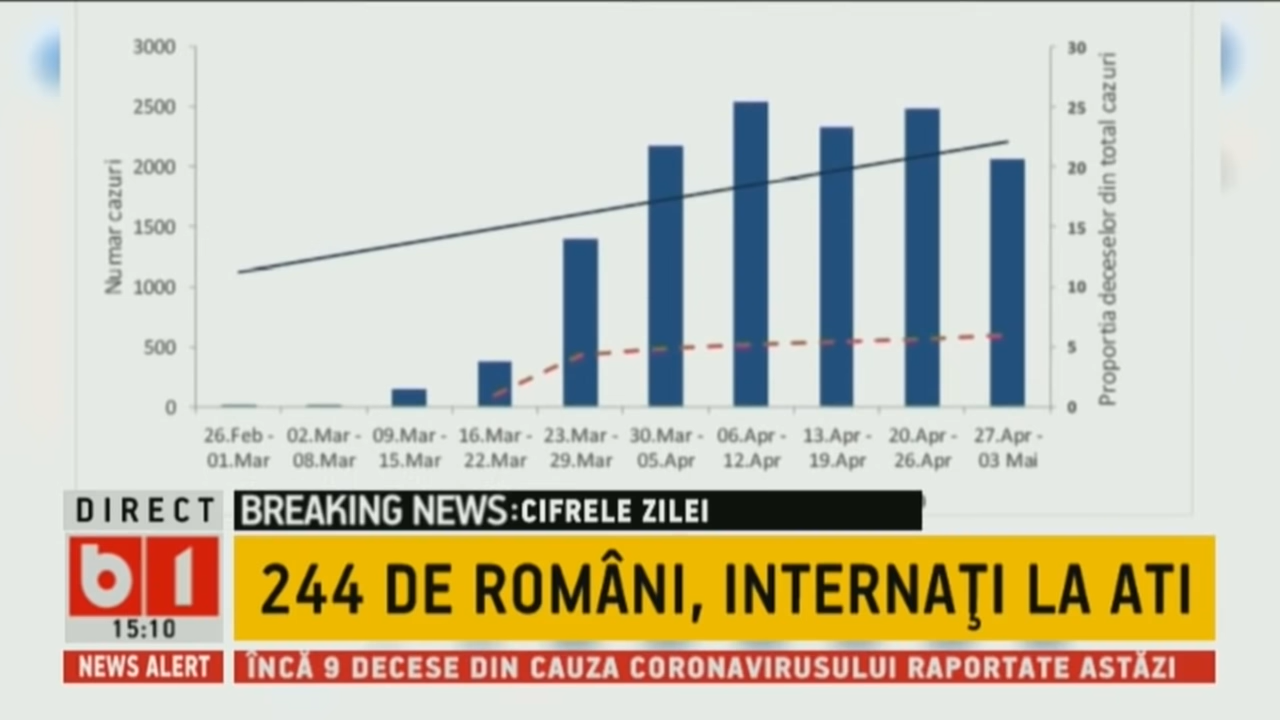 3000
2500
2000
1500
1000
500
0
Numar cazuri
30
25
20
15
10
5
0
Proportia deceselor din total cazuri
26.Feb - 01.Mar
02.Mar - 08.Mar
09.Mar - 15.Mar
16.Mar - 22.Mar
23.Mar - 29.Mar
30.Mar - 05.Apr
06.Apr - 12.Apr
13.Apr - 19.Apr
20.Apr - 26.Apr
27.Apr - 03 Mai
DIRECT
BREAKING NEWS:CIFRELE ZILEI
b1
15:10
244 DE ROMÂNI, INTERNAŢI LA ATI
NEWS ALERT
ÎNCĂ 9 DECESE DIN CAUZA CORONAVIRUSULUI RAPORTATE ASTĂZI